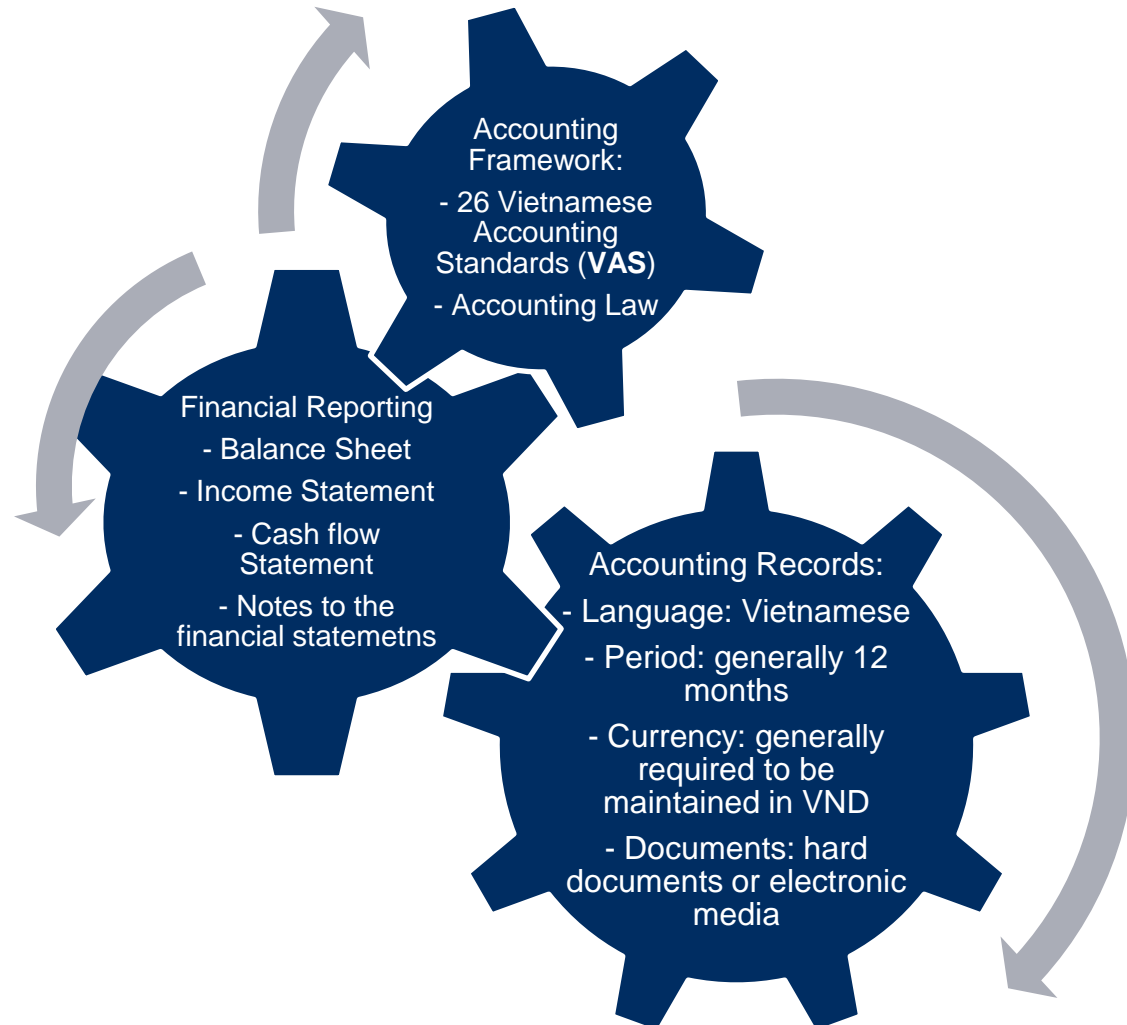 Accounting
Framework:
- 26 Vietnamese
Accounting
Standards (VAS)
- Accounting Law
Financial Reporting
- Balance Sheet
- Income Statement
- Cash flow
Statement
- Notes to the
financial statemetns
Accounting Records:
- Language: Vietnamese
- Period: generally 12
months
- Currency: generally
required to be
maintained in VND
- Documents: hard
documents or electronic
media